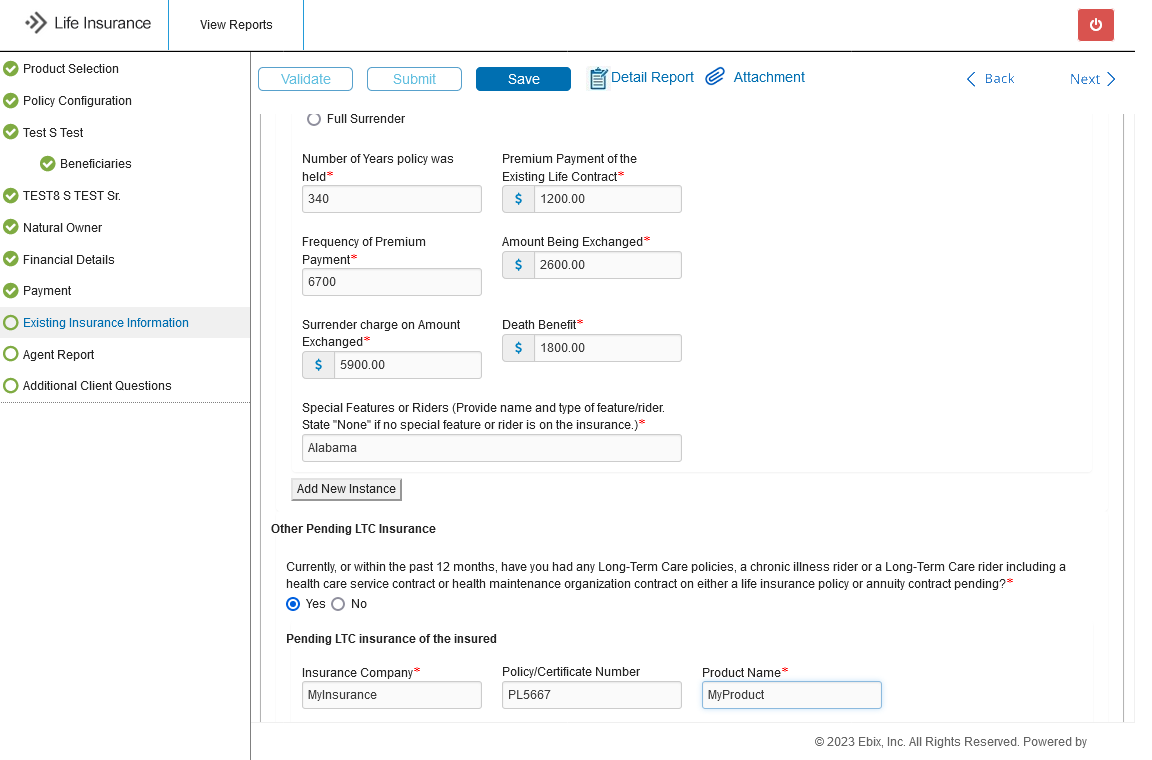 Life Insurance
View Reports
Product Selection
Policy Configuration
Test S Test
Beneficiaries
TEST8 S TEST Sr.
Natural Owner
Financial Details
Payment
Existing Insurance Information
Agent Report
Additional Client Questions
Validate
Submit
Save
Detail Report
Attachment
Back
Next
Full Surrender
Number of Years policy was
held*
340
Premium Payment of the
Existing Life Contract*
$ 1200.00
Frequency of Premium
Payment*
6700
Amount Being Exchanged*
$ 2600.00
Surrender charge on Amount
Exchanged*
$ 5900.00
Death Benefit*
$ 1800.00
Special Features or Riders (Provide name and type of feature/rider.
State "None" if no special feature or rider is on the insurance.)*
Alabama
Add New Instance
Other Pending LTC Insurance
Currently, or within the past 12 months, have you had any Long-Term Care policies, a chronic illness rider or a Long-Term Care rider including a
health care service contract or health maintenance organization contract on either a life insurance policy or annuity contract pending?*
Yes No
Pending LTC insurance of the insured
Insurance Company*
MyInsurance
Policy/Certificate Number
PL5667
Product Name*
MyProduct
© 2023 Ebix, Inc. All Rights Reserved. Powered by